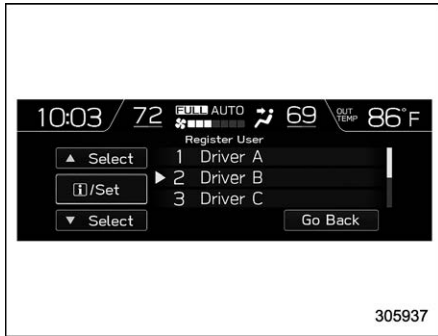 10:03 72 FULL AUTO 69 OUT TEMP 86°F
Register User
▲ Select
1 Driver A
i/Set
▶ 2 Driver B
3 Driver C
▼ Select
Go Back
305937